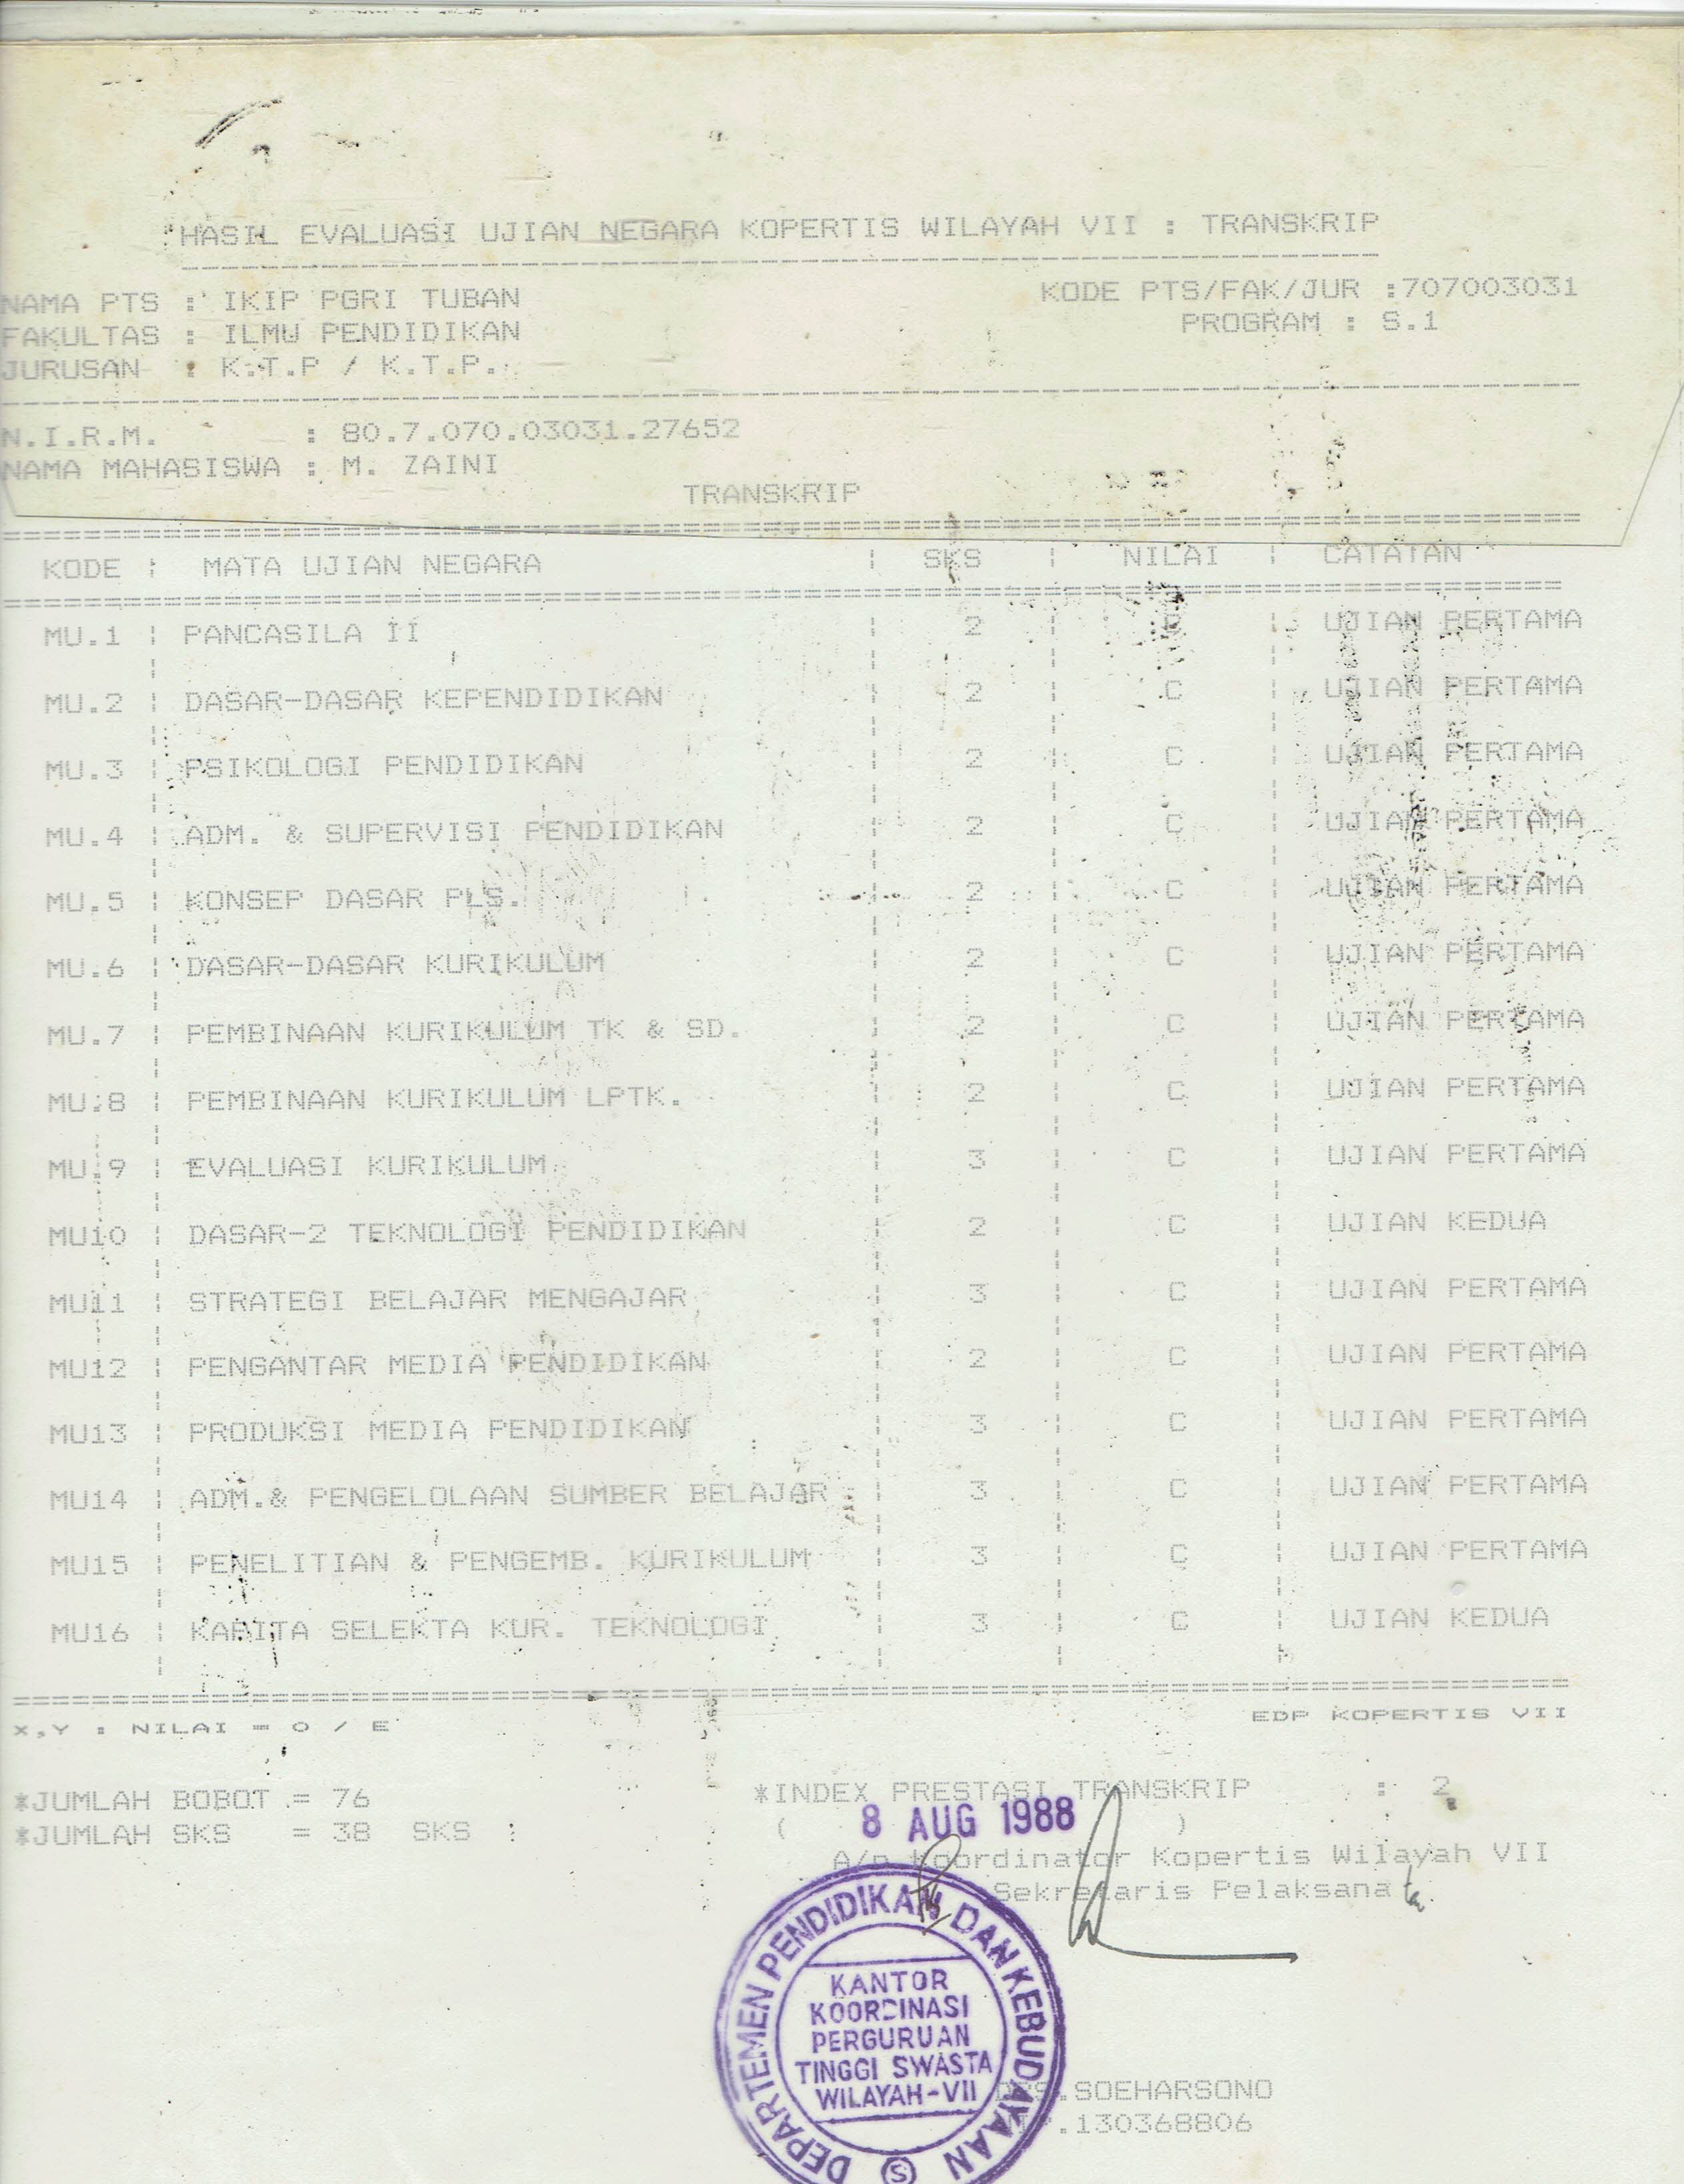 HASIL EVALUASI UJIAN NEGARA KOPERTIS WILAYAH VII : TRANSKRIP
NAMA PTS : IKIP PGRI TUBAN KODE PTS/FAK/JUR :707003031
FAKULTAS : ILMU PENDIDIKAN PROGRAM : S.1
JURUSAN : K.T.P / K.T.P.
N.I.R.M. : 80.7.070.03031.27652
NAMA MAHASISWA : M. ZAINI
TRANSKRIP
KODE : MATA UJIAN NEGARA : SKS : NILAI : CATATAN
MU.1 : PANCASILA II : 2 : : UJIAN PERTAMA
MU.2 : DASAR-DASAR KEPENDIDIKAN : 2 : C : UJIAN PERTAMA
MU.3 : PSIKOLOGI PENDIDIKAN : 2 : C : UJIAN PERTAMA
MU.4 : ADM. & SUPERVISI PENDIDIKAN : 2 : C : UJIAN PERTAMA
MU.5 : KONSEP DASAR PLS. : 2 : C : UJIAN PERTAMA
MU.6 : DASAR-DASAR KURIKULUM : 2 : C : UJIAN PERTAMA
MU.7 : PEMBINAAN KURIKULUM TK & SD. : 2 : C : UJIAN PERTAMA
MU.8 : PEMBINAAN KURIKULUM LPTK. : 2 : C : UJIAN PERTAMA
MU.9 : EVALUASI KURIKULUM : 3 : C : UJIAN PERTAMA
MU10 : DASAR-2 TEKNOLOGI PENDIDIKAN : 2 : C : UJIAN KEDUA
MU11 : STRATEGI BELAJAR MENGAJAR : 3 : C : UJIAN PERTAMA
MU12 : PENGANTAR MEDIA PENDIDIKAN : 2 : C : UJIAN PERTAMA
MU13 : PRODUKSI MEDIA PENDIDIKAN : 3 : C : UJIAN PERTAMA
MU14 : ADM.& PENGELOLAAN SUMBER BELAJAR : 3 : C : UJIAN PERTAMA
MU15 : PENELITIAN & PENGEMB. KURIKULUM : 3 : C : UJIAN PERTAMA
MU16 : KAPITA SELEKTA KUR. TEKNOLOGI : 3 : C : UJIAN KEDUA
X,Y : NILAI = 0 / E EDP KOPERTIS VII
*JUMLAH BOBOT = 76 *INDEX PRESTASI TRANSKRIP : 2
*JUMLAH SKS = 38 SKS ( 8 AUG 1988 )
A/n Koordinator Kopertis Wilayah VII
Sekretaris Pelaksana
DEPARTEMEN PENDIDIKAN DAN KEBUDAYAAN
KANTOR
KOORDINASI
PERGURUAN
TINGGI SWASTA
WILAYAH-VII
DRS.SOEHARSONO
NIP.130368806